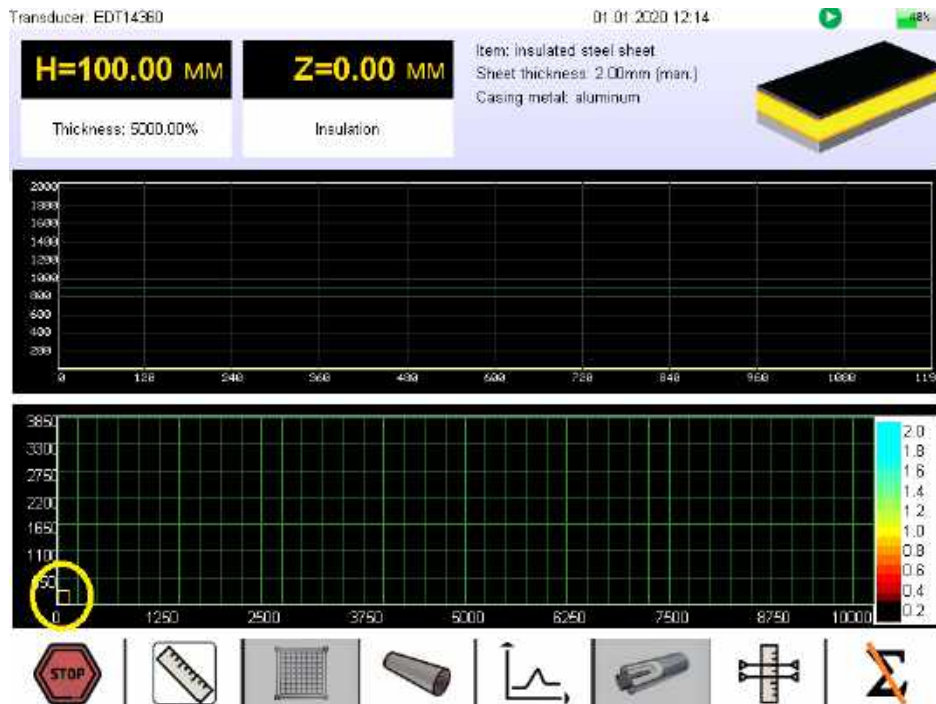 Transducer: EDT14360
01.01.2020 12:14
48%
H=100.00 MM
Thickness: 5000.00%
Z=0.00 MM
Insulation
Item: insulated steel sheet
Sheet thickness: 2.00mm (man.)
Casing metal: aluminum
2000
1800
1600
1400
1200
1000
800
600
400
200
0 120 240 360 480 600 720 840 960 1080 119
3850
3300
2750
2200
1650
1100
550
0 1250 2500 3750 5000 6250 7500 8750 10000
2.0
1.8
1.6
1.4
1.2
1.0
0.8
0.6
0.4
0.2
STOP
Σ